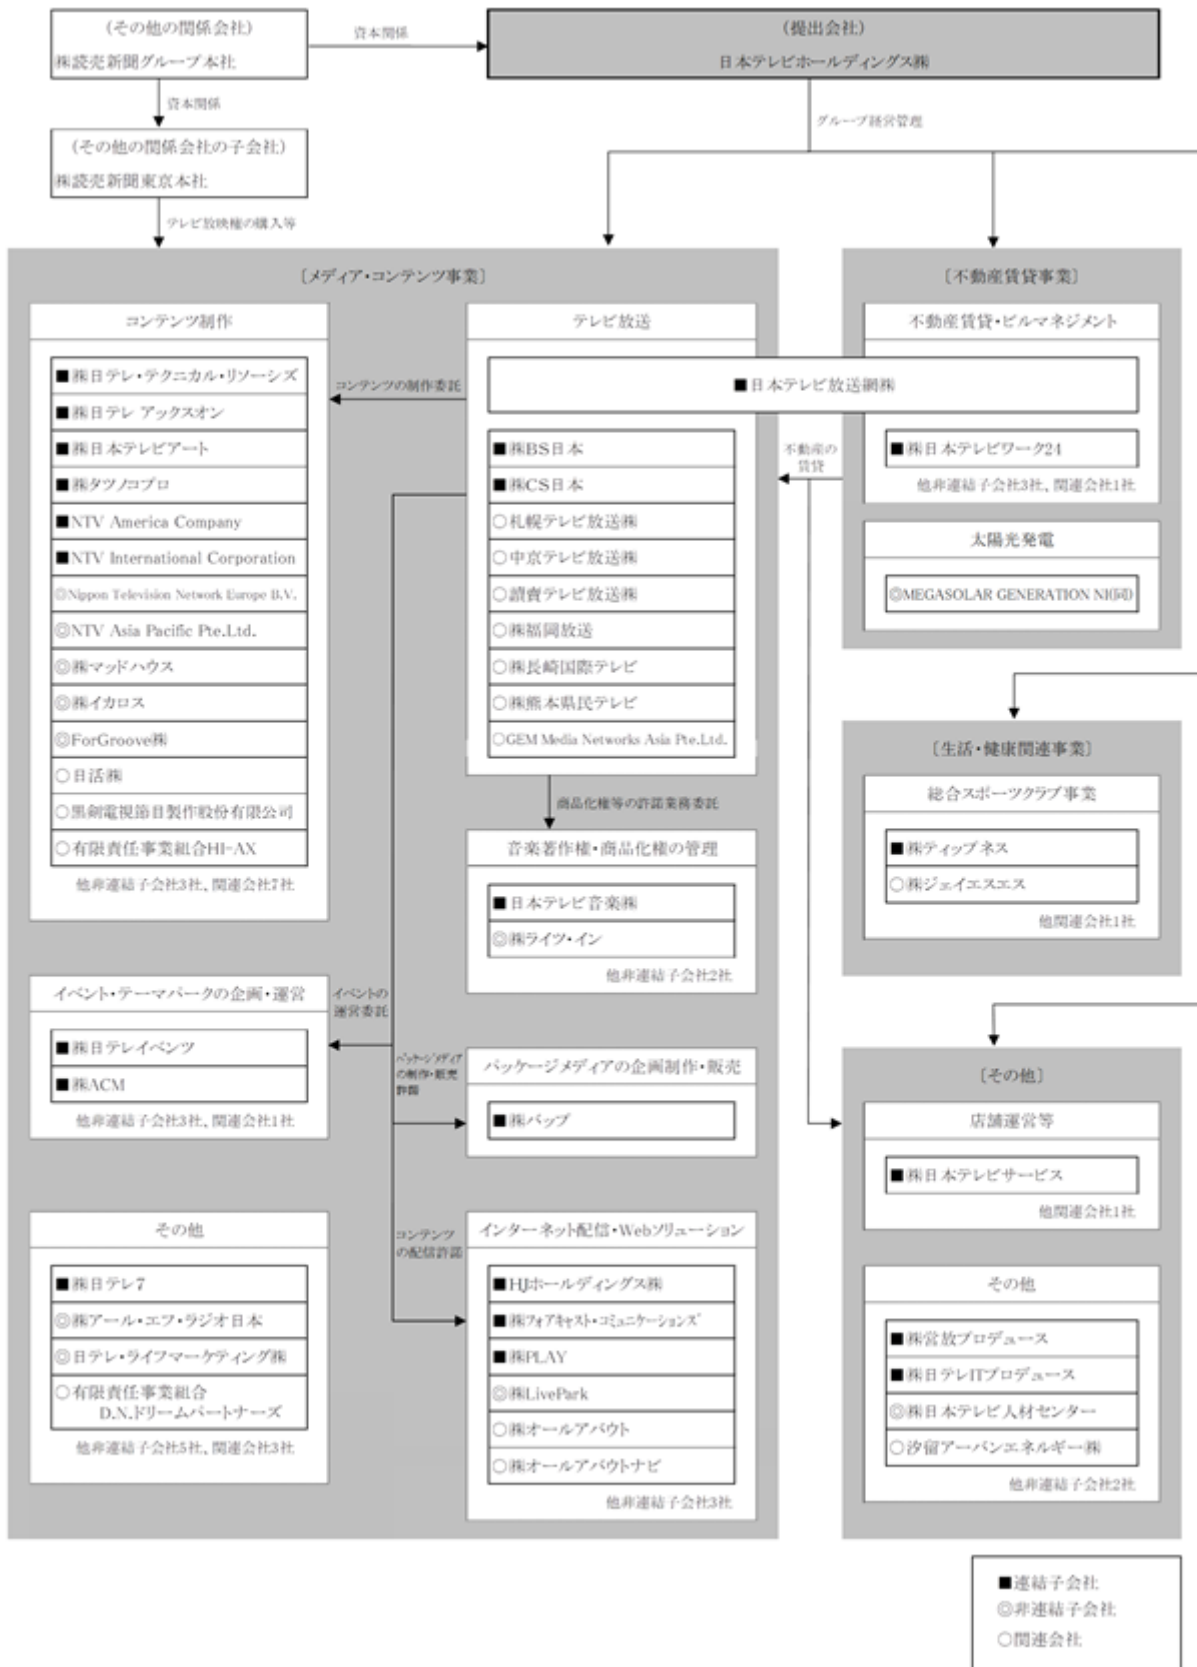 (その他の関係会社)
㈱読売新聞グループ本社
資本関係
(提出会社)
日本テレビホールディングス㈱
資本関係
グループ経営管理
(その他の関係会社の子会社)
㈱読売新聞東京本社
テレビ放映権の購入等
〔メディア・コンテンツ事業〕
コンテンツ制作
■㈱日テレ・テクニカル・リソーシズ
■㈱日テレ アックスオン
■㈱日本テレビアート
■㈱タツノコプロ
■NTV America Company
■NTV International Corporation
◎Nippon Television Network Europe B.V.
◎NTV Asia Pacific Pte.Ltd.
◎㈱マッドハウス
◎㈱イカロス
◎ForGroove㈱
○日活㈱
○黒剣電視節目製作股份有限公司
○有限責任事業組合HI-AX
他非連結子会社3社、関連会社7社
コンテンツの制作委託
テレビ放送
■日本テレビ放送網㈱
■㈱BS日本
■㈱CS日本
○札幌テレビ放送㈱
○中京テレビ放送㈱
○讀賣テレビ放送㈱
○㈱福岡放送
○㈱長崎国際テレビ
○㈱熊本県民テレビ
○GEM Media Networks Asia Pte.Ltd.
商品化権等の許諾業務委託
音楽著作権・商品化権の管理
■日本テレビ音楽㈱
◎㈱ライツ・イン
他非連結子会社2社
イベント・テーマパークの企画・運営
■㈱日テレイベンツ
■㈱ACM
他非連結子会社3社、関連会社1社
イベントの
運営委託
パッケージメディア
の制作・販売
許諾
パッケージメディアの企画制作・販売
■㈱バップ
その他
■㈱日テレ7
◎㈱アール・エフ・ラジオ日本
◎日テレ・ライフマーケティング㈱
○有限責任事業組合
D.N.ドリームパートナーズ
他非連結子会社5社、関連会社3社
コンテンツ
の配信許諾
インターネット配信・Webソリューション
■HJホールディングス㈱
■㈱フォアキャスト・コミュニケーションズ
■㈱PLAY
◎㈱LivePark
○㈱オールアバウト
○㈱オールアバウトナビ
他非連結子会社3社
〔不動産賃貸事業〕
不動産賃貸・ビルマネジメント
■㈱日本テレビワーク24
他非連結子会社3社、関連会社1社
不動産の
賃貸
太陽光発電
◎MEGASOLAR GENERATION NI(同)
〔生活・健康関連事業〕
総合スポーツクラブ事業
■㈱ティップネス
○㈱ジェイエスエス
他関連会社1社
〔その他〕
店舗運営等
■㈱日本テレビサービス
他関連会社1社
その他
■㈱営放プロデュース
■㈱日テレITプロデュース
◎㈱日本テレビ人材センター
○汐留アーバンエネルギー㈱
他非連結子会社2社
■連結子会社
◎非連結子会社
○関連会社